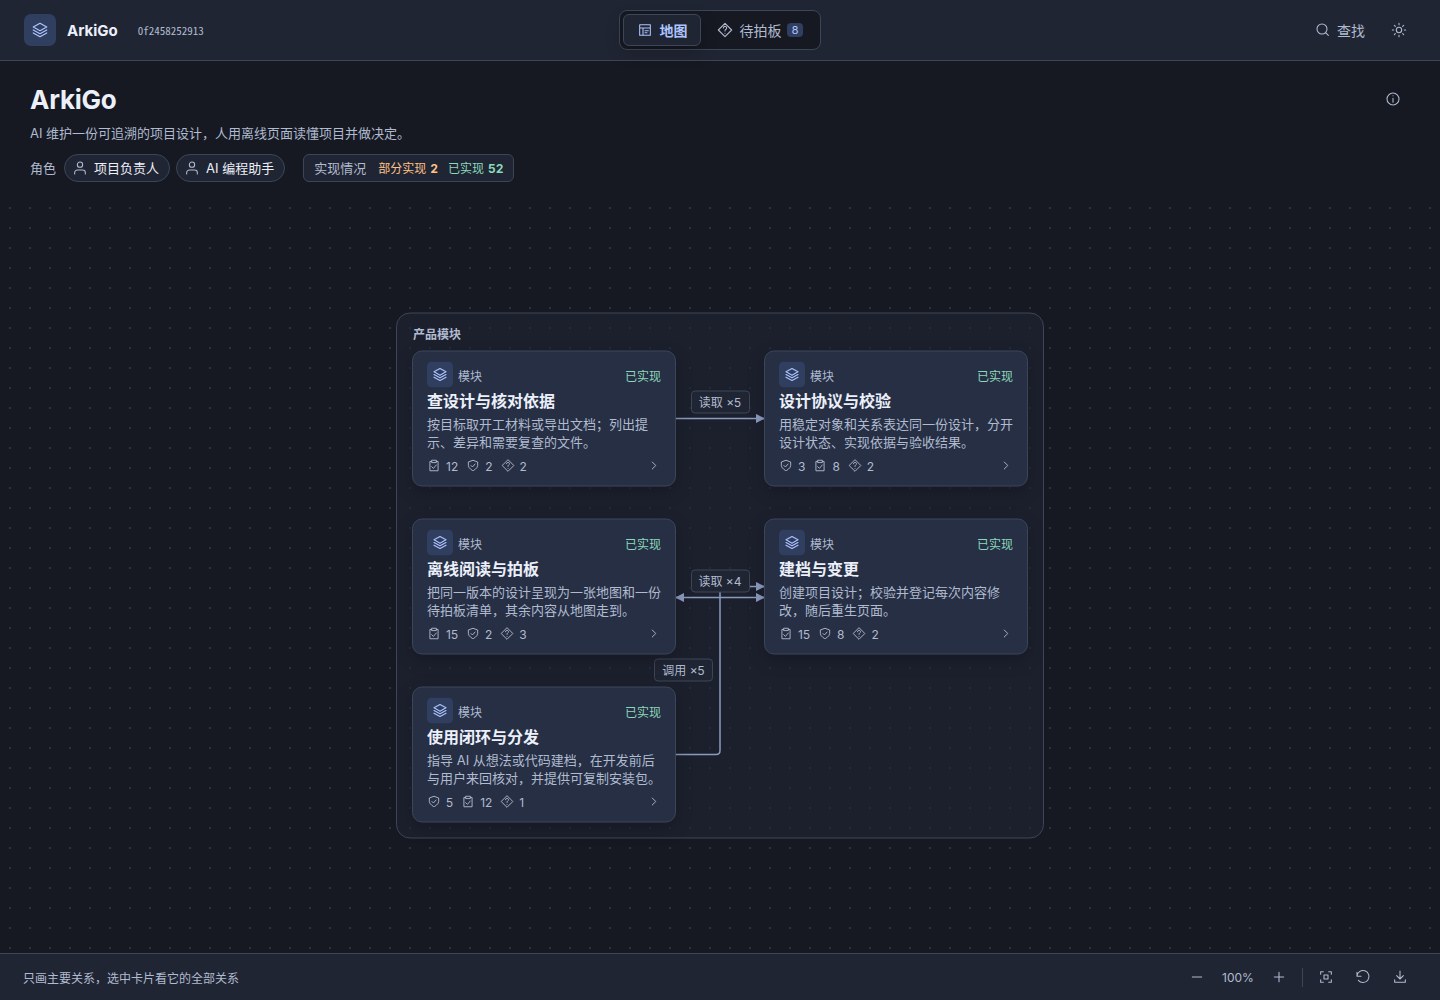 ArkiGo
0f2458252913
地图
待拍板 8
查找
ArkiGo
AI 维护一份可追溯的项目设计，人用离线页面读懂项目并做决定。
角色 项目负责人 AI 编程助手 实现情况 部分实现 2 已实现 52
产品模块
模块 已实现
查设计与核对依据
按目标取开工材料或导出文档；列出提
示、差异和需要复查的文件。
12 2 2
读取 ×5
模块 已实现
设计协议与校验
用稳定对象和关系表达同一份设计，分开
设计状态、实现依据与验收结果。
3 8 2
模块 已实现
离线阅读与拍板
把同一版本的设计呈现为一张地图和一份
待拍板清单，其余内容从地图走到。
15 2 3
读取 ×4
模块 已实现
建档与变更
创建项目设计；校验并登记每次内容修
改，随后重生页面。
15 8 2
调用 ×5
模块 已实现
使用闭环与分发
指导 AI 从想法或代码建档，在开发前后
与用户来回核对，并提供可复制安装包。
5 12 1
只画主要关系，选中卡片看它的全部关系
100%